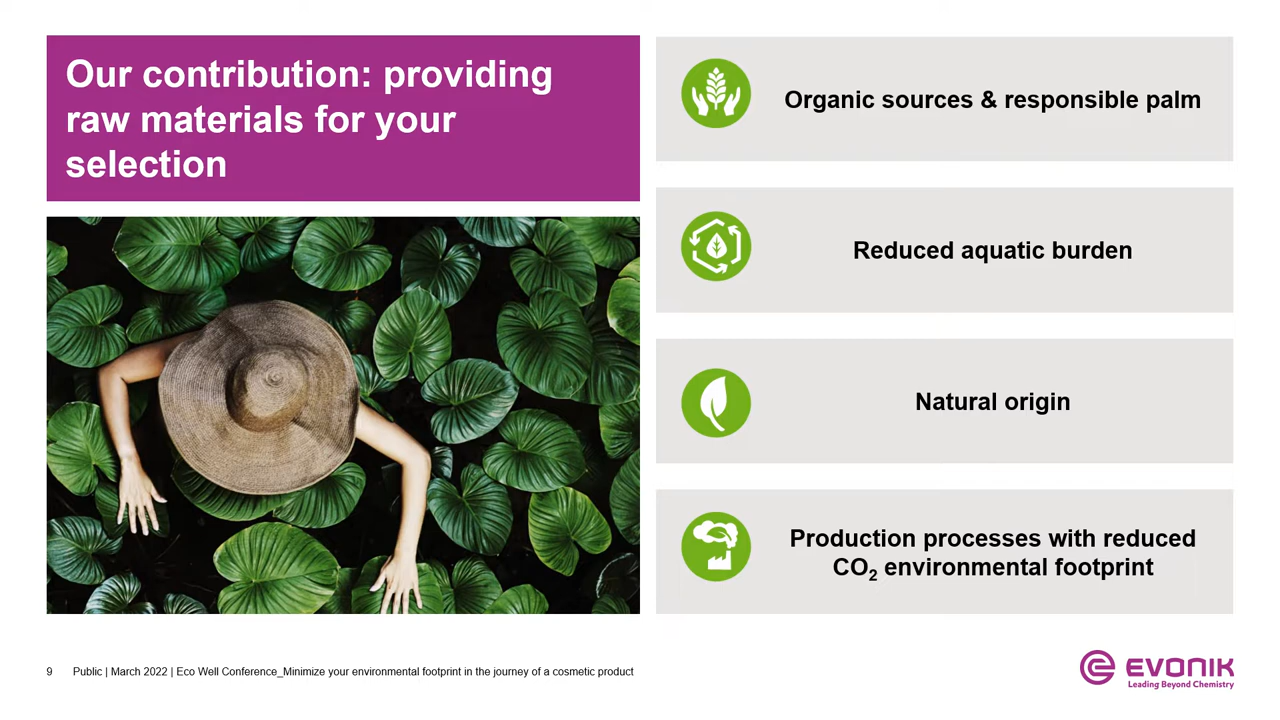 Our contribution: providing
raw materials for your
selection
Organic sources & responsible palm
Reduced aquatic burden
Natural origin
Production processes with reduced
CO₂ environmental footprint
9 Public | March 2022 | Eco Well Conference_Minimize your environmental footprint in the journey of a cosmetic product
EVONIK
Leading Beyond Chemistry